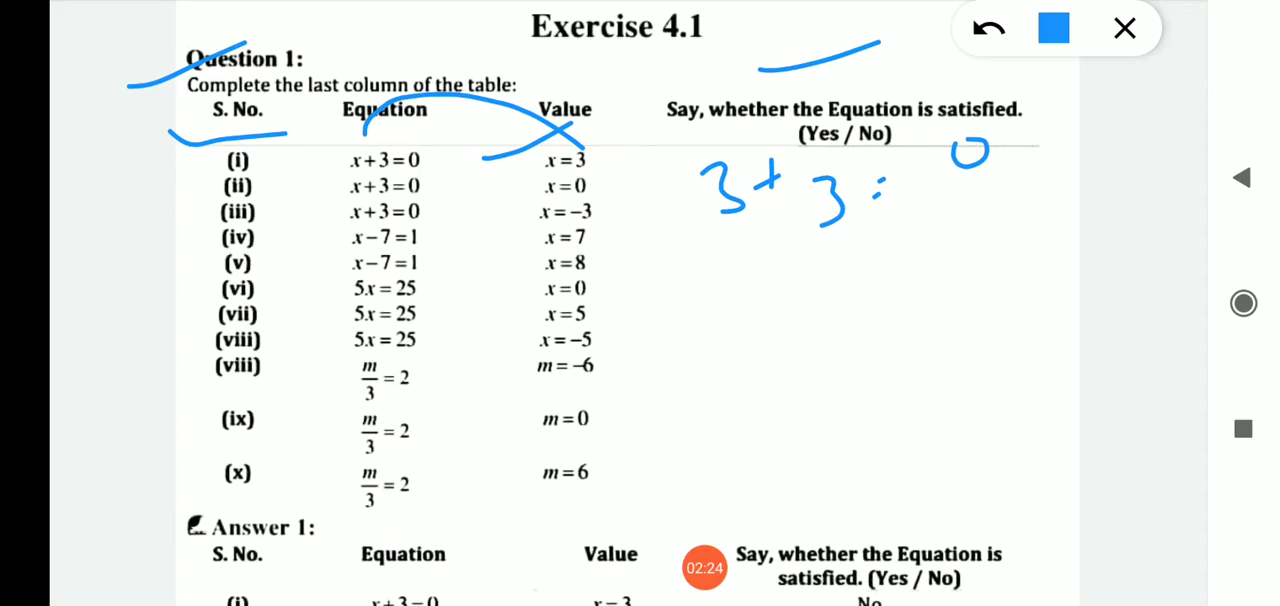 Exercise 4.1
Question 1:
Complete the last column of the table:
S. No. Equation Value Say, whether the Equation is satisfied.
(Yes / No)
(i) x+3=0 x=3
(ii) x+3=0 x=0
(iii) x+3=0 x=−3
(iv) x−7=1 x=7
(v) x−7=1 x=8
(vi) 5x=25 x=0
(vii) 5x=25 x=5
(viii) 5x=25 x=−5
(viii) m/3=2 m=−6
(ix) m/3=2 m=0
(x) m/3=2 m=6
3+3=0
Answer 1:
S. No. Equation Value Say, whether the Equation is
satisfied. (Yes / No)
02:24
(i) x+3=0 x=3 No